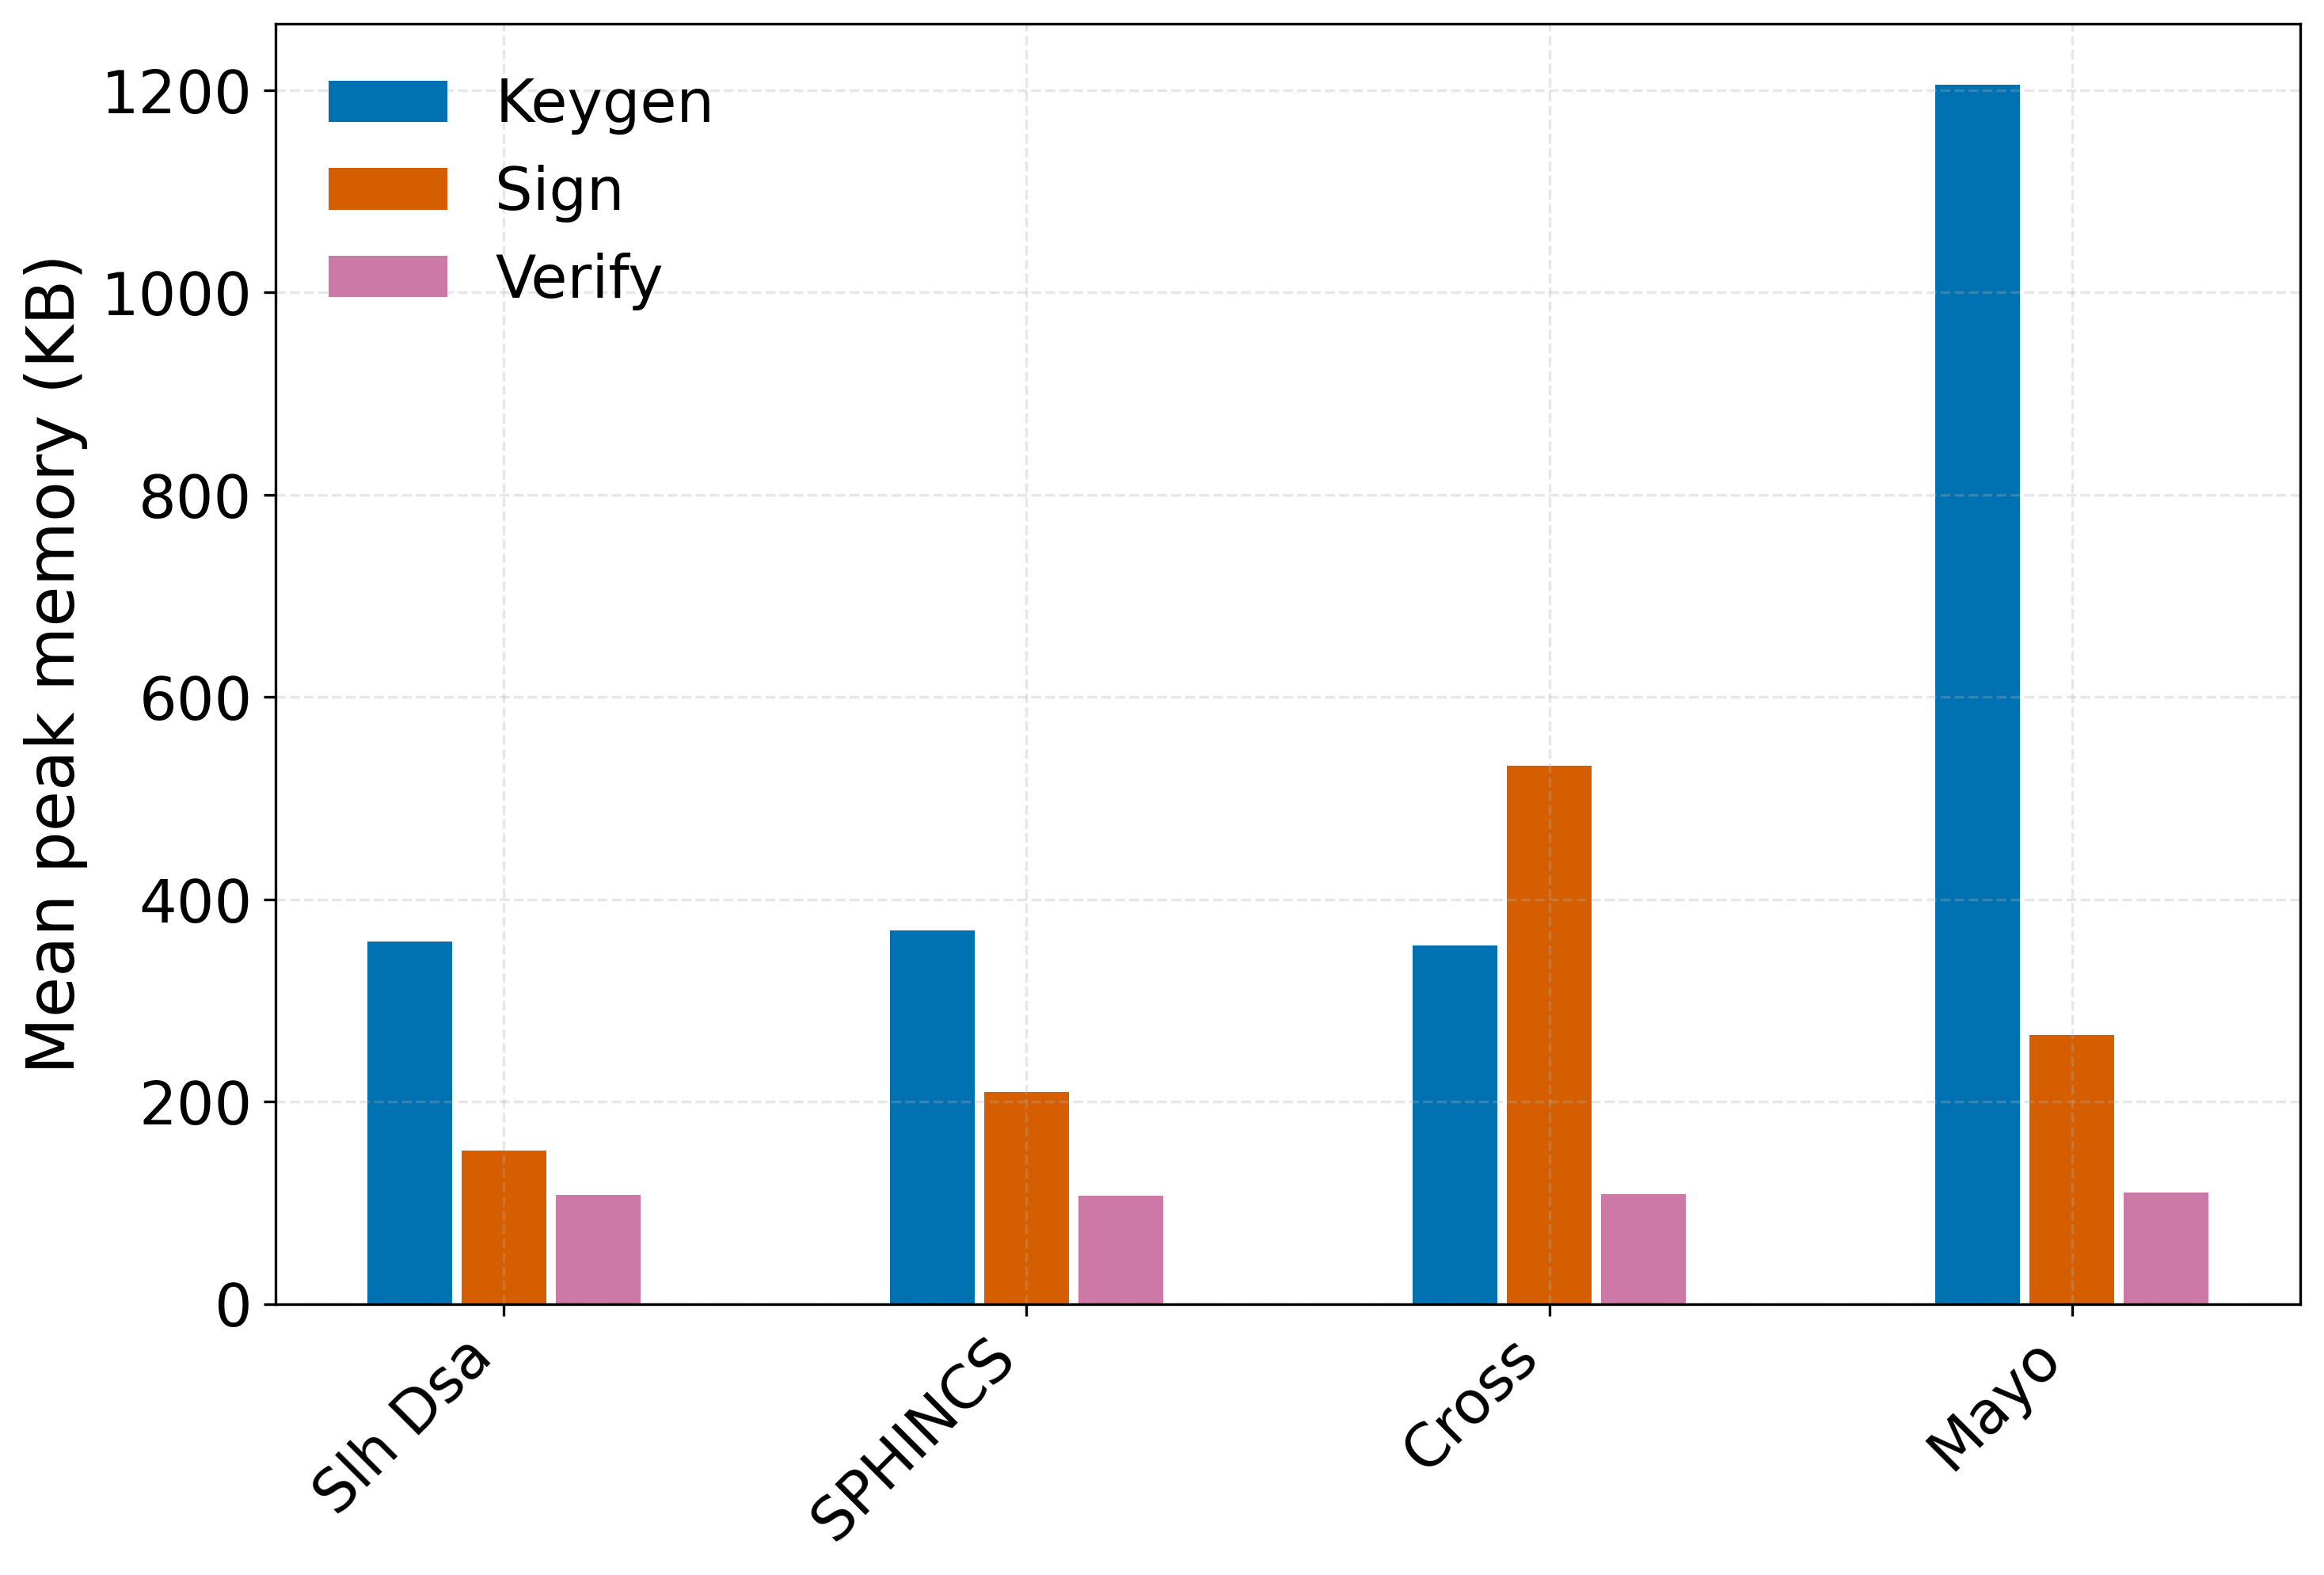 Mean peak memory (KB)
1200
1000
800
600
400
200
0
Keygen
Sign
Verify
Slh Dsa
SPHINCS
Cross
Mayo